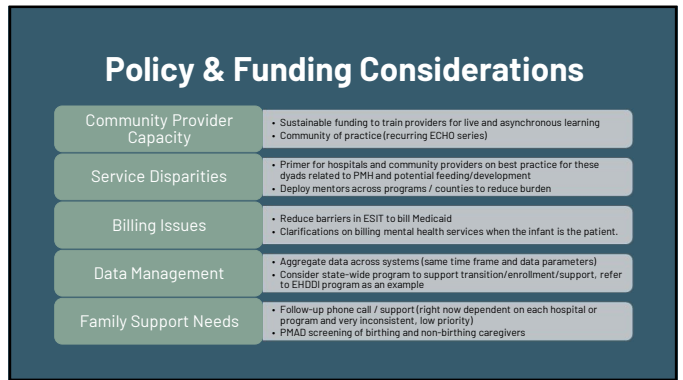 Policy & Funding Considerations
Community Provider
Capacity
• Sustainable funding to train providers for live and asynchronous learning
• Community of practice (recurring ECHO series)
Service Disparities
• Primer for hospitals and community providers on best practice for these
dyads related to PMH and potential feeding/development
• Deploy mentors across programs / counties to reduce burden
Billing Issues
• Reduce barriers in ESIT to bill Medicaid
• Clarifications on billing mental health services when the infant is the patient.
Data Management
• Aggregate data across systems (same time frame and data parameters)
• Consider state-wide program to support transition/enrollment/support, refer
to EHDDI program as an example
Family Support Needs
• Follow-up phone call / support (right now dependent on each hospital or
program and very inconsistent, low priority)
• PMAD screening of birthing and non-birthing caregivers